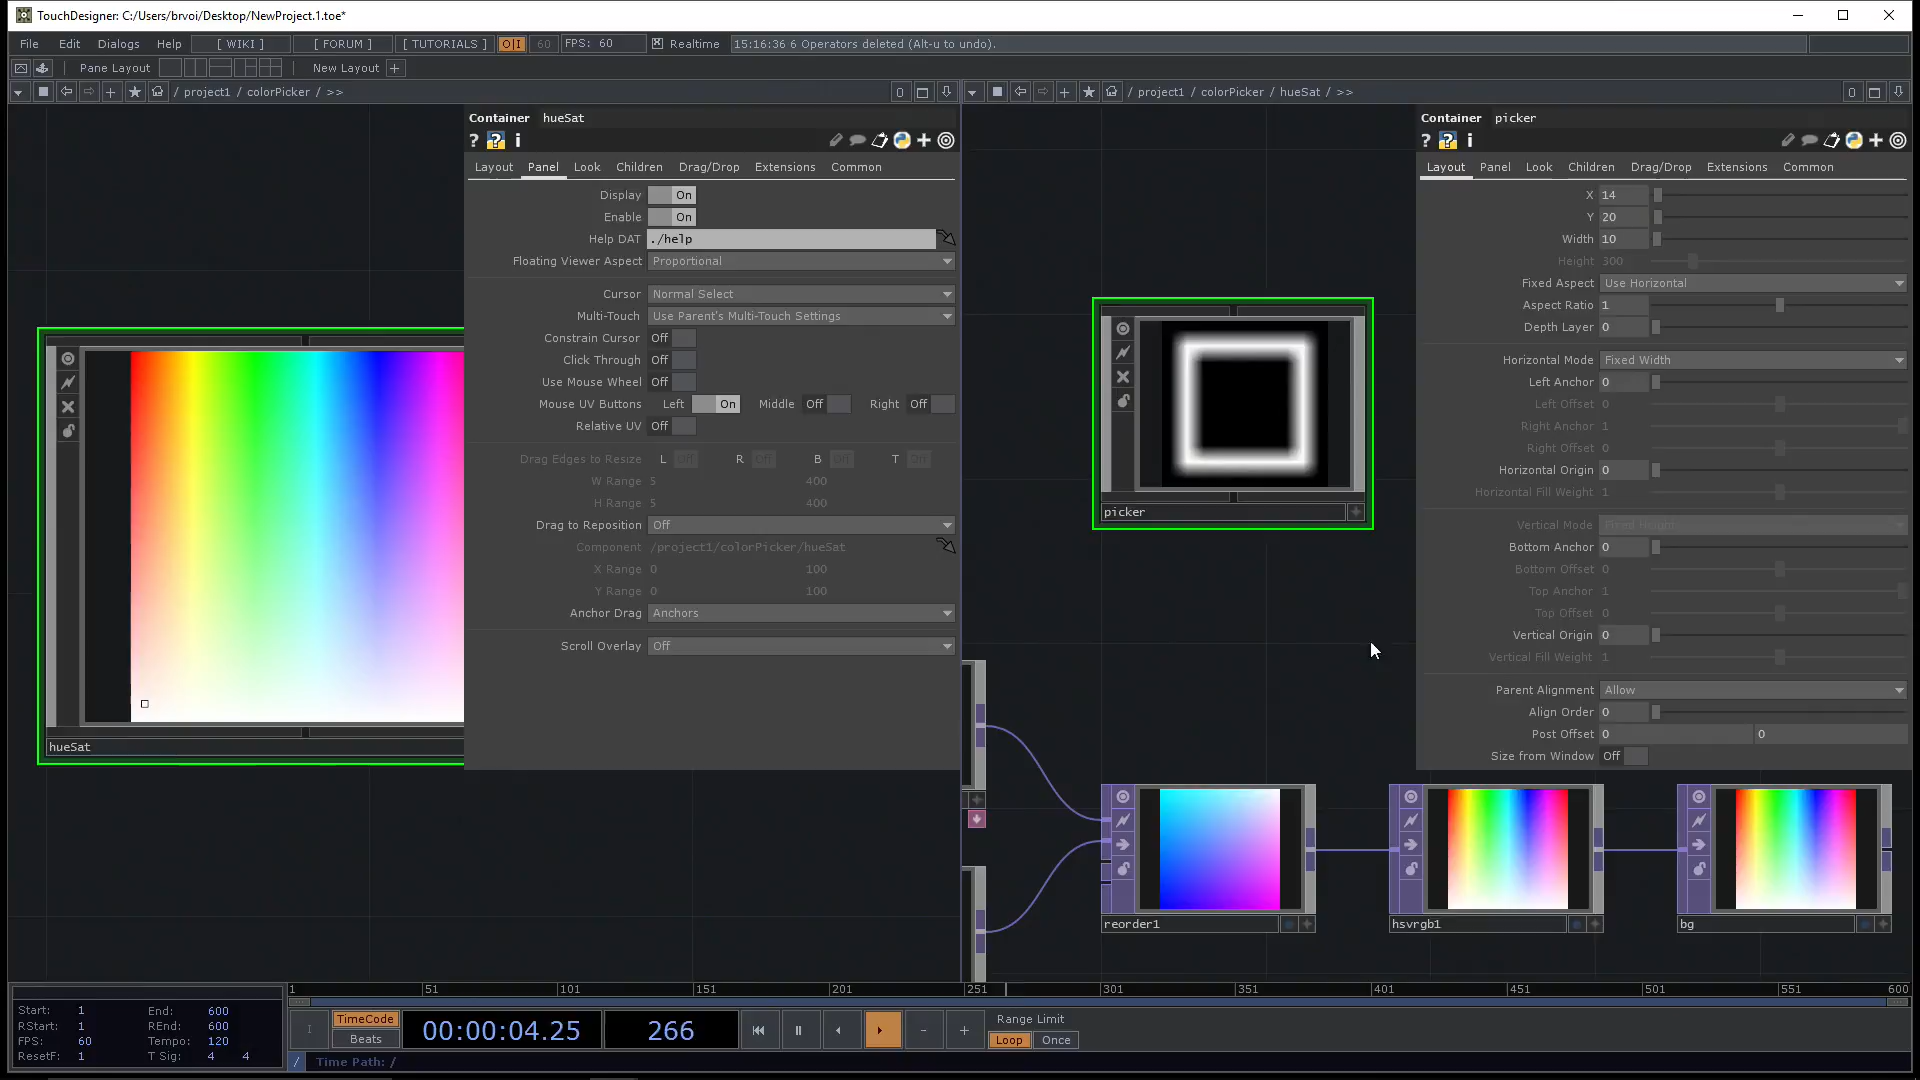 TouchDesigner: C:/Users/brvoi/Desktop/NewProject.1.toe*
File Edit Dialogs Help [ WIKI ] [ FORUM ] [ TUTORIALS ] O|I 60 FPS: 60 Realtime 15:16:36 6 Operators deleted (Alt-u to undo).
Pane Layout New Layout +
/ project1 / colorPicker / >> 0
/ project1 / colorPicker / hueSat / >> 0
Container hueSat
? ? i
Layout Panel Look Children Drag/Drop Extensions Common
Display On
Enable On
Help DAT ./help
Floating Viewer Aspect Proportional
Cursor Normal Select
Multi-Touch Use Parent's Multi-Touch Settings
Constrain Cursor Off
Click Through Off
Use Mouse Wheel Off
Mouse UV Buttons Left On Middle Off Right Off
Relative UV Off
Drag Edges to Resize L Off R Off B Off T Off
W Range 5 400
H Range 5 400
Drag to Reposition Off
Component /project1/colorPicker/hueSat
X Range 0 100
Y Range 0 100
Anchor Drag Anchors
Scroll Overlay Off
hueSat
Container picker
? ? i
Layout Panel Look Children Drag/Drop Extensions Common
X 14
Y 20
Width 10
Height 300
Fixed Aspect Use Horizontal
Aspect Ratio 1
Depth Layer 0
Horizontal Mode Fixed Width
Left Anchor 0
Left Offset 0
Right Anchor 1
Right Offset 0
Horizontal Origin 0
Horizontal Fill Weight 1
Vertical Mode Fixed Height
Bottom Anchor 0
Bottom Offset 0
Top Anchor 1
Top Offset 0
Vertical Origin 0
Vertical Fill Weight 1
Parent Alignment Allow
Align Order 0
Post Offset 0 0
Size from Window Off
picker
reorder1
hsvrgb1
bg
1 51 101 151 201 251 301 351 401 451 501 551 600
Start: 1 End: 600
RStart: 1 REnd: 600
FPS: 60 Tempo: 120
ResetF: 1 T Sig: 4 4
TimeCode
Beats
00:00:04.25
266
- +
Range Limit
Loop Once
/ Time Path: /